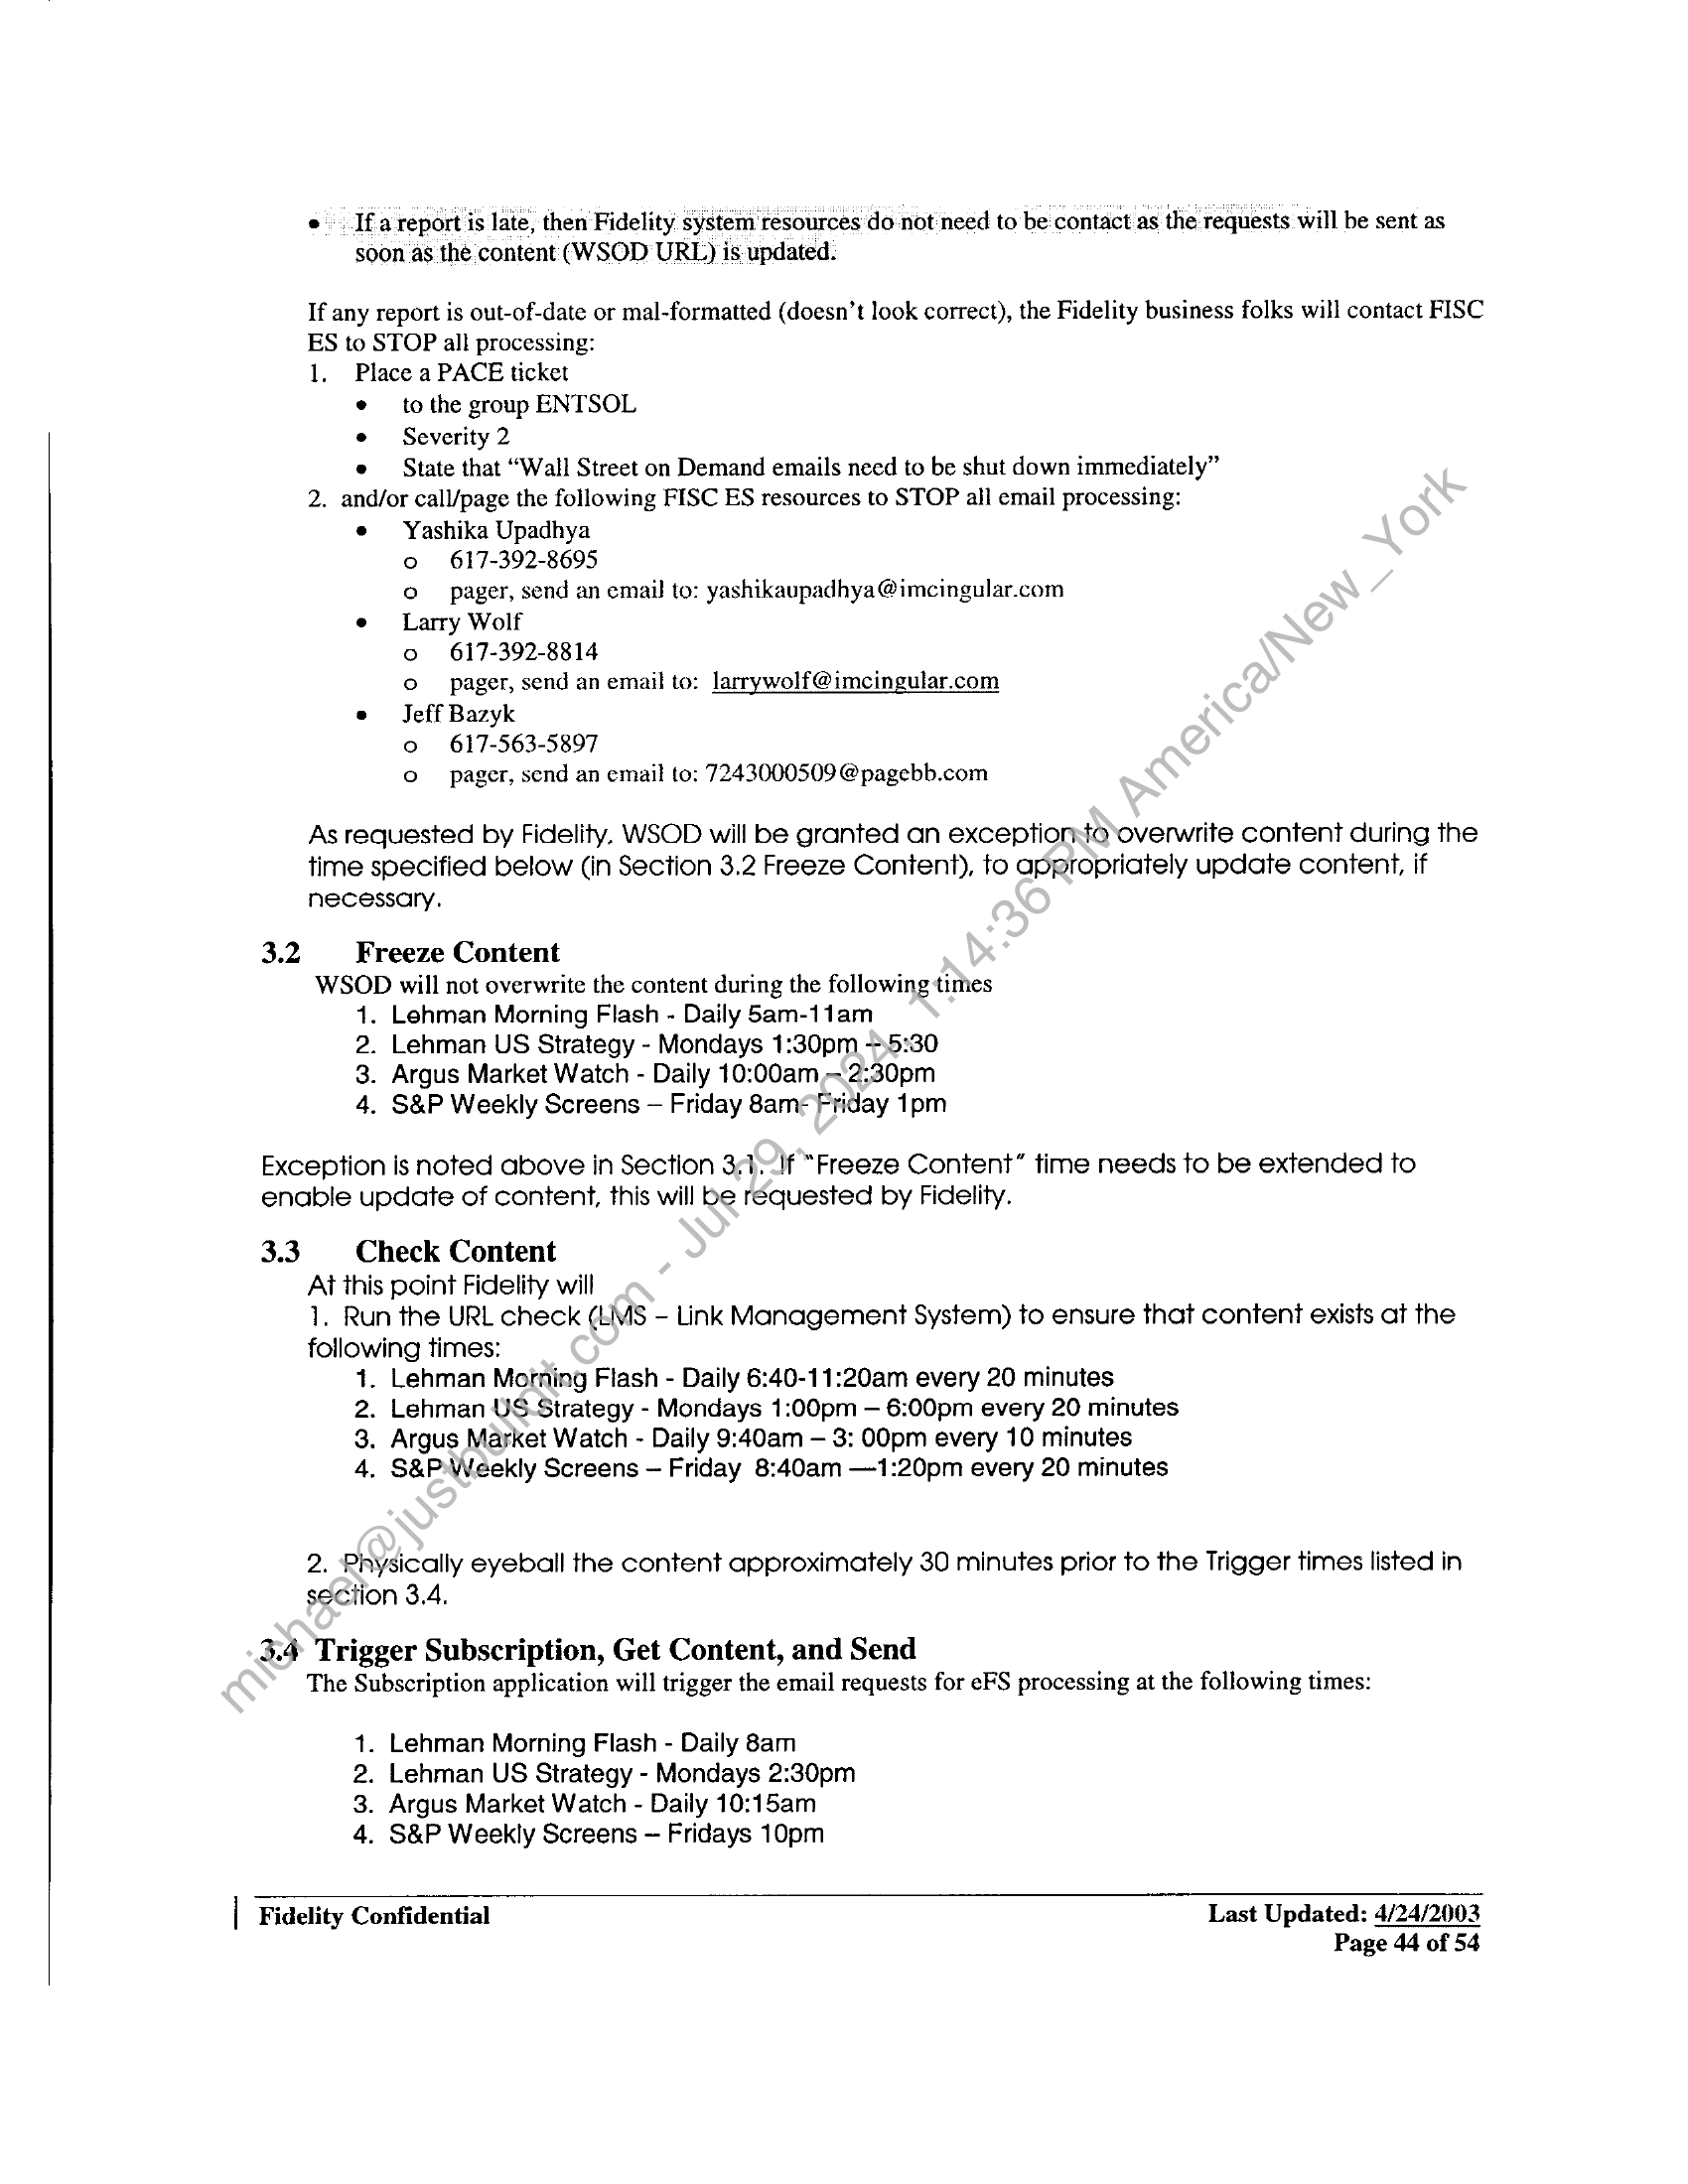 • If a report is late, then Fidelity system resources do not need to be contact as the requests will be sent as
soon as the content (WSOD URL) is updated.
If any report is out-of-date or mal-formatted (doesn't look correct), the Fidelity business folks will contact FISC
ES to STOP all processing:
1. Place a PACE ticket
• to the group ENTSOL
• Severity 2
• State that “Wall Street on Demand emails need to be shut down immediately”
2. and/or call/page the following FISC ES resources to STOP all email processing:
• Yashika Upadhya
o 617-392-8695
o pager, send an email to: yashikaupadhya@imcingular.com
• Larry Wolf
o 617-392-8814
o pager, send an email to: larrywolf@imcingular.com
• Jeff Bazyk
o 617-563-5897
o pager, send an email to: 7243000509@pagebb.com
As requested by Fidelity, WSOD will be granted an exception to overwrite content during the
time specified below (in Section 3.2 Freeze Content), to appropriately update content, if
necessary.
3.2 Freeze Content
WSOD will not overwrite the content during the following times
1. Lehman Morning Flash - Daily 5am-11am
2. Lehman US Strategy - Mondays 1:30pm – 5:30
3. Argus Market Watch - Daily 10:00am – 2:30pm
4. S&P Weekly Screens – Friday 8am- Friday 1pm
Exception is noted above in Section 3.1. If "Freeze Content" time needs to be extended to
enable update of content, this will be requested by Fidelity.
3.3 Check Content
At this point Fidelity will
1. Run the URL check (LMS – Link Management System) to ensure that content exists at the
following times:
1. Lehman Morning Flash - Daily 6:40-11:20am every 20 minutes
2. Lehman US Strategy - Mondays 1:00pm – 6:00pm every 20 minutes
3. Argus Market Watch - Daily 9:40am – 3: 00pm every 10 minutes
4. S&P Weekly Screens – Friday 8:40am —1:20pm every 20 minutes
2. Physically eyeball the content approximately 30 minutes prior to the Trigger times listed in
section 3.4.
3.4 Trigger Subscription, Get Content, and Send
The Subscription application will trigger the email requests for eFS processing at the following times:
1. Lehman Morning Flash - Daily 8am
2. Lehman US Strategy - Mondays 2:30pm
3. Argus Market Watch - Daily 10:15am
4. S&P Weekly Screens – Fridays 10pm
Fidelity Confidential
Last Updated: 4/24/2003
Page 44 of 54
michael@justbuildit.com - Jul 29, 2024, 1:14:36 PM America/New_York